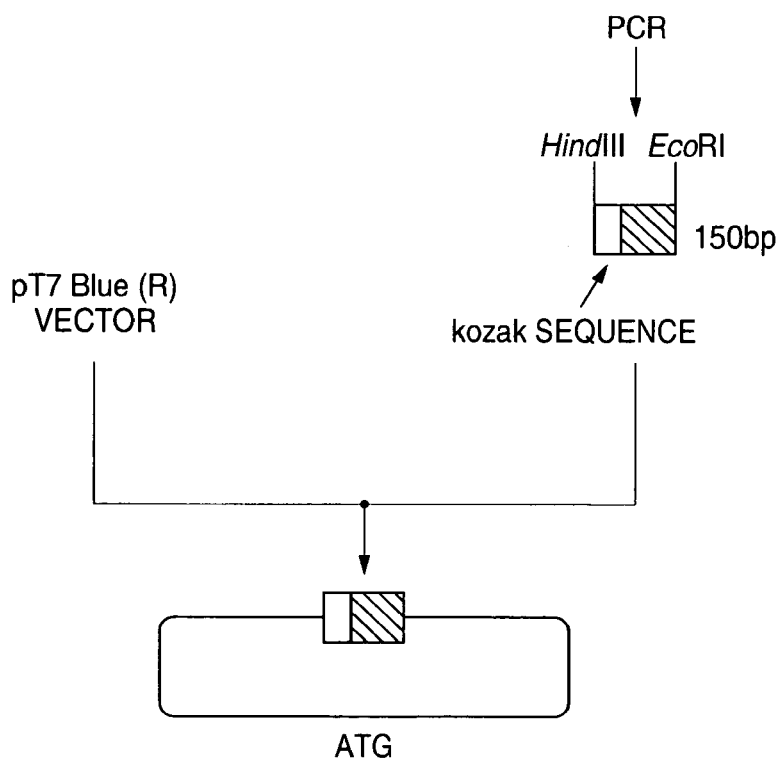 PCR
HindIII EcoRI
150bp
pT7 Blue (R)
VECTOR
kozak SEQUENCE
ATG